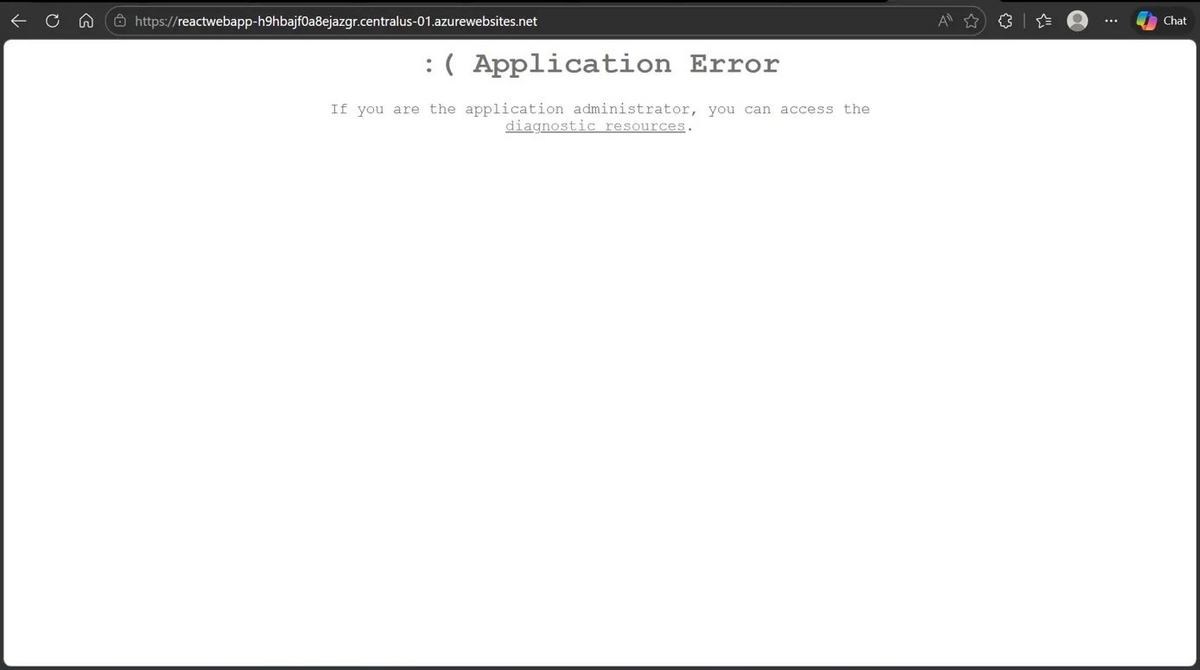 https://reactwebapp-h9hbajf0a8ejazgr.centralus-01.azurewebsites.net
Chat
:( Application Error
If you are the application administrator, you can access the
diagnostic resources.